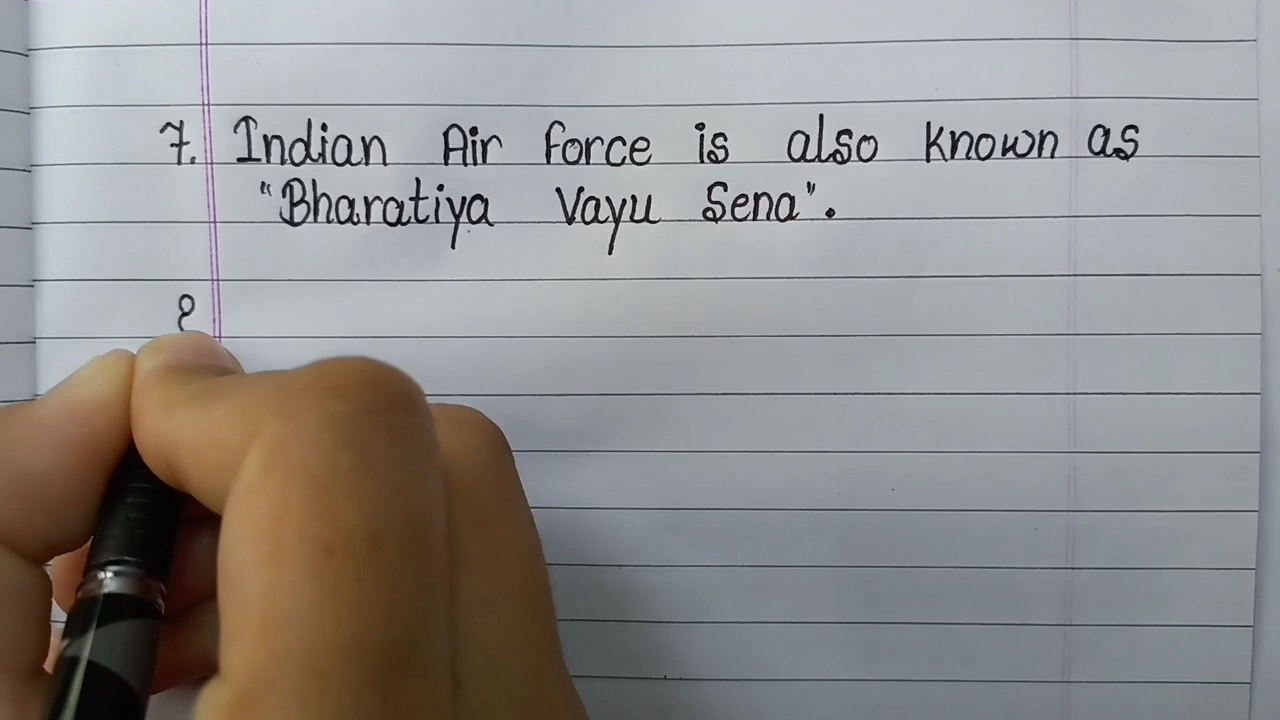 7. Indian Air force is also known as
"Bharatiya Vayu Sena".
8